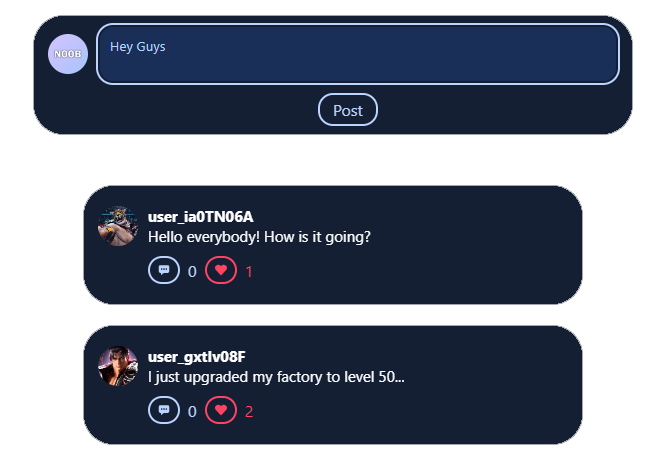 NOOB
Hey Guys
Post
user_ia0TN06A
Hello everybody! How is it going?
0 1
user_gxtlv08F
I just upgraded my factory to level 50...
0 2